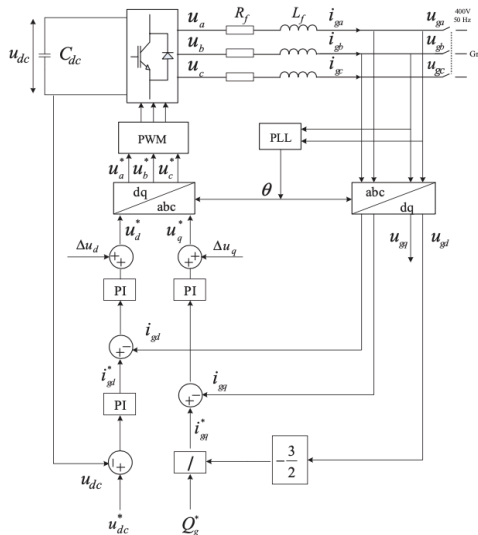 u_a R_f L_f i_ga u_ga 400V
50 Hz
u_dc C_dc u_b i_gb u_gb Gr
u_c i_gc u_gc
PWM PLL
u_a^* u_b^* u_c^*
dq abc θ abc dq
u_d^* u_q^* u_gq u_gd
Δu_d + + + + Δu_q
PI PI
i_gd
+ −
i_gd^* i_gq
+ −
PI i_gq^*
/ −3/2
u_dc − +
u_dc^* Q_g^*